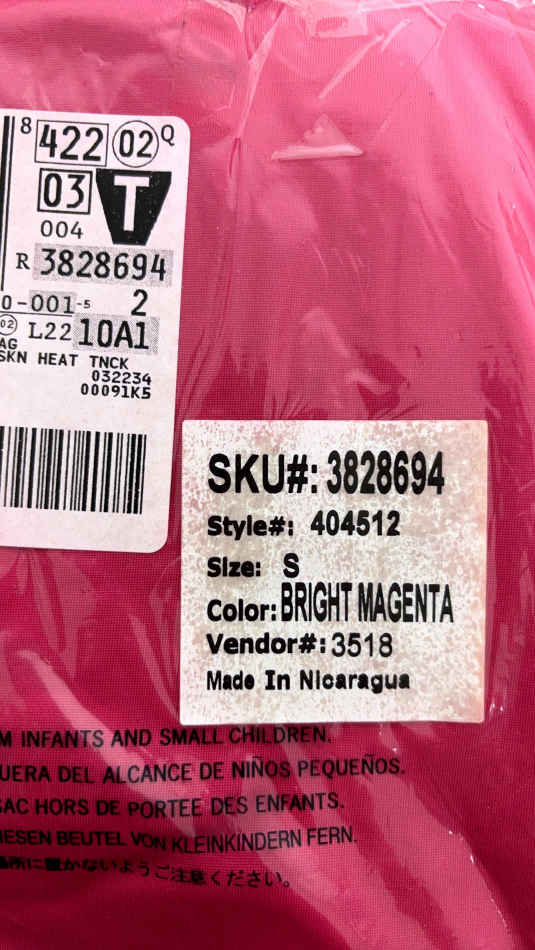 8 422 02 Q
03 T
004
R 3828694
0-001-5 2
02 L22 10A1
AG
SKN HEAT TNCK
032234
00091K5
SKU#: 3828694
Style#: 404512
Size: S
Color: BRIGHT MAGENTA
Vendor#: 3518
Made In Nicaragua
M INFANTS AND SMALL CHILDREN.
UERA DEL ALCANCE DE NIÑOS PEQUEÑOS.
SAC HORS DE PORTEE DES ENFANTS.
IESEN BEUTEL VON KLEINKINDERN FERN.
場所に置かないようご注意ください。